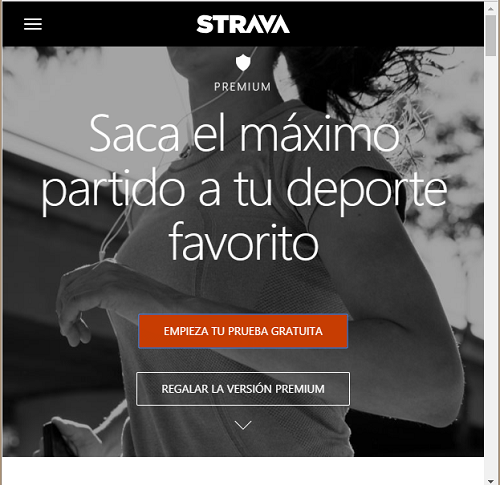 STRAVA
PREMIUM
Saca el máximo
partido a tu deporte
favorito
EMPIEZA TU PRUEBA GRATUITA
REGALAR LA VERSIÓN PREMIUM